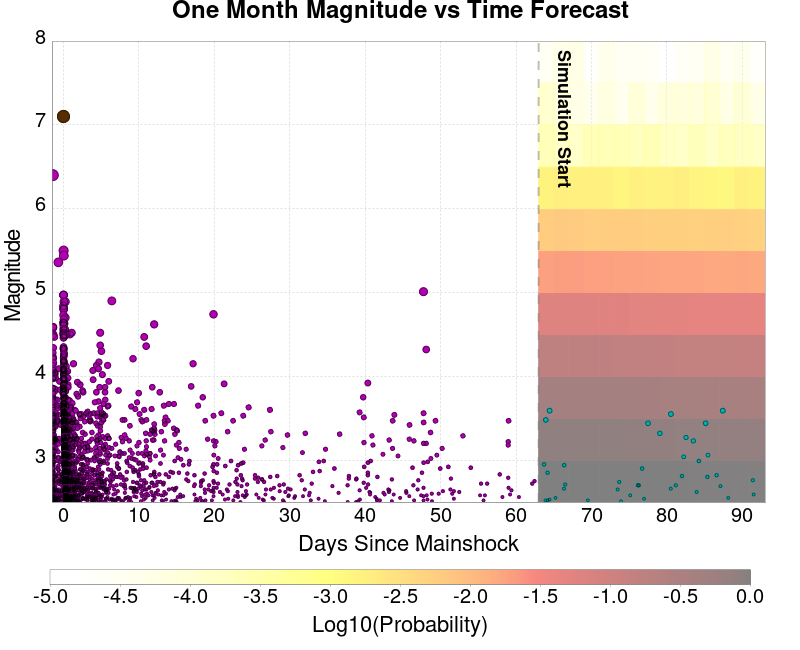 One Month Magnitude vs Time Forecast
8
7
6
5
4
3
Magnitude
Simulation Start
0 10 20 30 40 50 60 70 80 90
Days Since Mainshock
-5.0 -4.5 -4.0 -3.5 -3.0 -2.5 -2.0 -1.5 -1.0 -0.5 0.0
Log10(Probability)